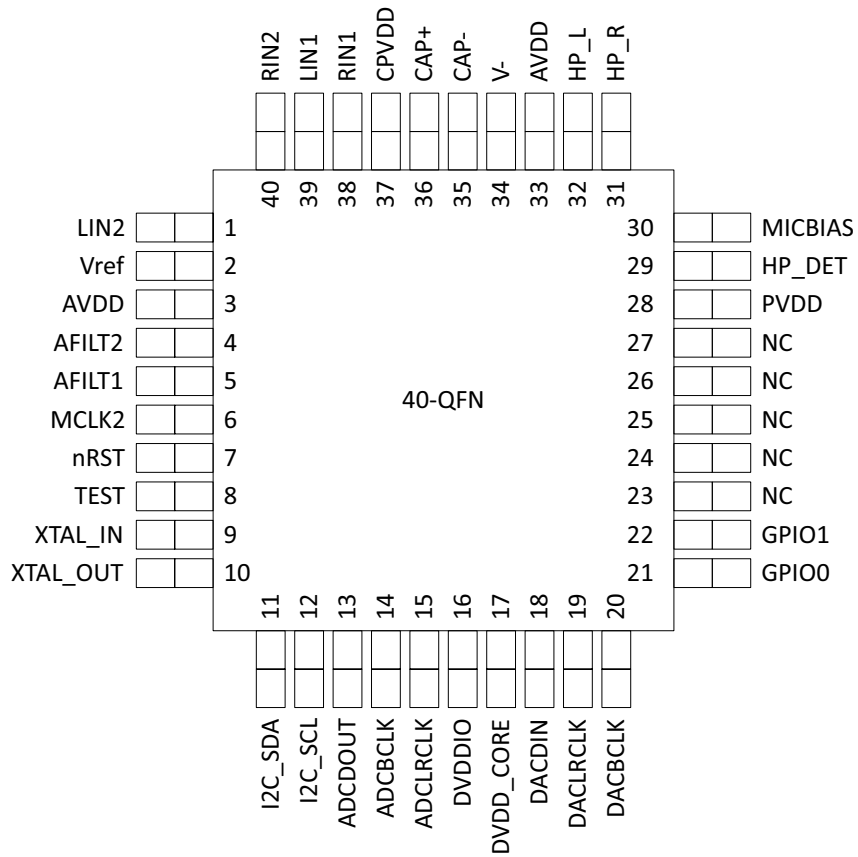 RIN2
LIN1
RIN1
CPVDD
CAP+
CAP-
V-
AVDD
HP_L
HP_R
40
39
38
37
36
35
34
33
32
31
LIN2 1
Vref 2
AVDD 3
AFILT2 4
AFILT1 5
MCLK2 6
nRST 7
TEST 8
XTAL_IN 9
XTAL_OUT 10
40-QFN
30 MICBIAS
29 HP_DET
28 PVDD
27 NC
26 NC
25 NC
24 NC
23 NC
22 GPIO1
21 GPIO0
11
12
13
14
15
16
17
18
19
20
I2C_SDA
I2C_SCL
ADCDOUT
ADCBCLK
ADCLRCLK
DVDDIO
DVDD_CORE
DACDIN
DACLRCLK
DACBCLK